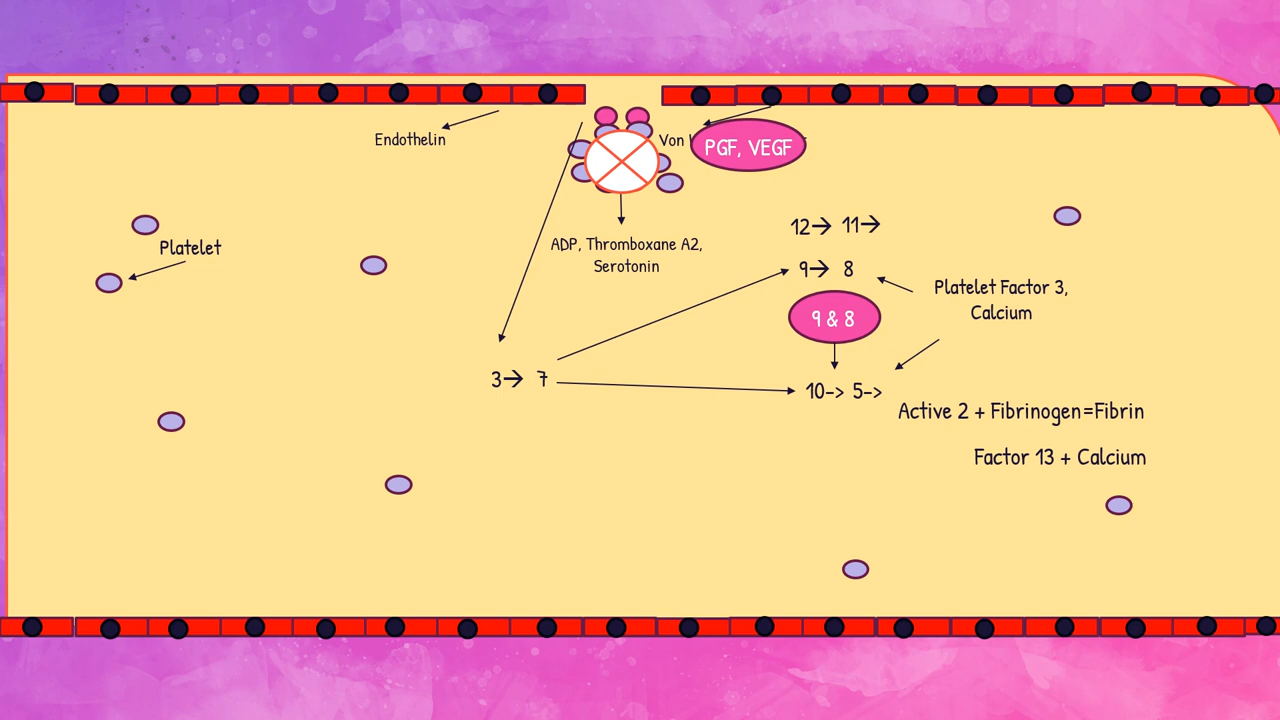 Endothelin
Von
PGF, VEGF
Platelet
ADP, Thromboxane A2,
Serotonin
12→ 11→
9→ 8
9 & 8
Platelet Factor 3,
Calcium
3→ 7
10-> 5->
Active 2 + Fibrinogen=Fibrin
Factor 13 + Calcium